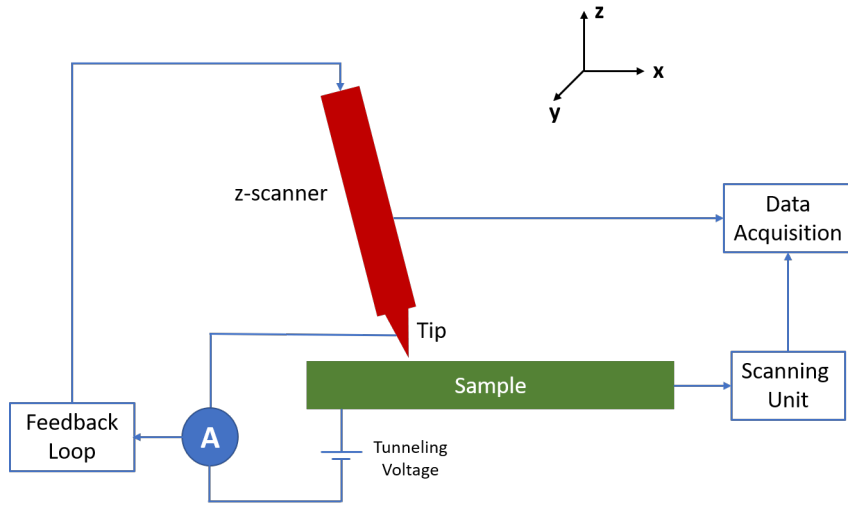 z
x
y
z-scanner
Data
Acquisition
Tip
Sample
Scanning
Unit
Feedback
Loop
A
Tunneling
Voltage